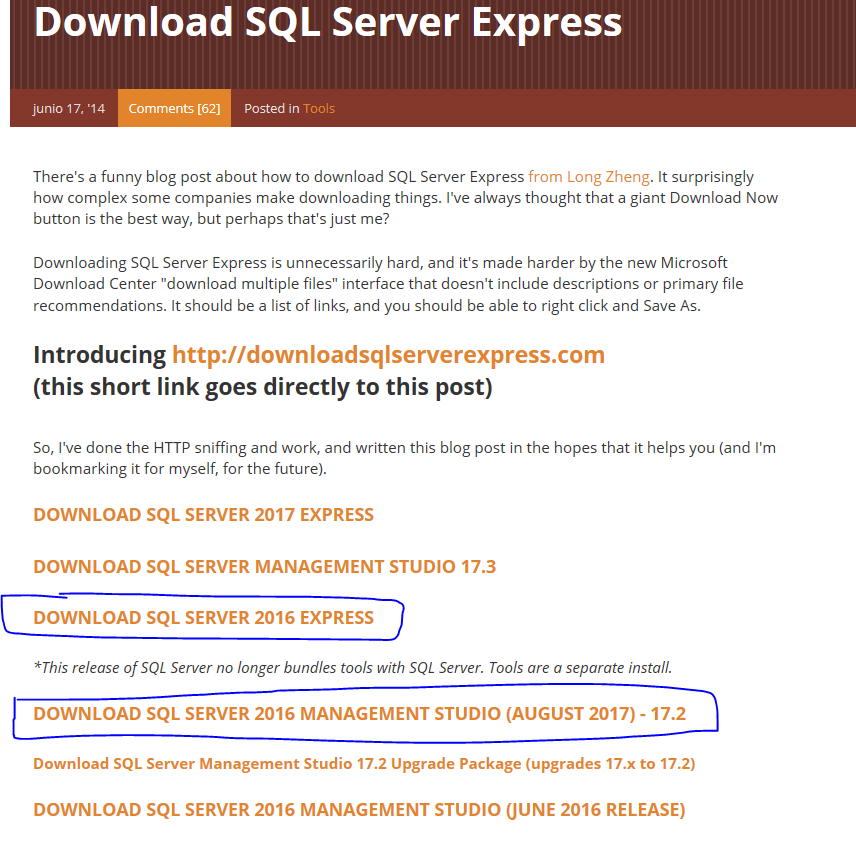 Download SQL Server Express
junio 17, '14 Comments [62] Posted in Tools
There's a funny blog post about how to download SQL Server Express from Long Zheng. It surprisingly
how complex some companies make downloading things. I've always thought that a giant Download Now
button is the best way, but perhaps that's just me?
Downloading SQL Server Express is unnecessarily hard, and it's made harder by the new Microsoft
Download Center "download multiple files" interface that doesn't include descriptions or primary file
recommendations. It should be a list of links, and you should be able to right click and Save As.
Introducing http://downloadsqlserverexpress.com
(this short link goes directly to this post)
So, I've done the HTTP sniffing and work, and written this blog post in the hopes that it helps you (and I'm
bookmarking it for myself, for the future).
DOWNLOAD SQL SERVER 2017 EXPRESS
DOWNLOAD SQL SERVER MANAGEMENT STUDIO 17.3
DOWNLOAD SQL SERVER 2016 EXPRESS
*This release of SQL Server no longer bundles tools with SQL Server. Tools are a separate install.
DOWNLOAD SQL SERVER 2016 MANAGEMENT STUDIO (AUGUST 2017) - 17.2
Download SQL Server Management Studio 17.2 Upgrade Package (upgrades 17.x to 17.2)
DOWNLOAD SQL SERVER 2016 MANAGEMENT STUDIO (JUNE 2016 RELEASE)